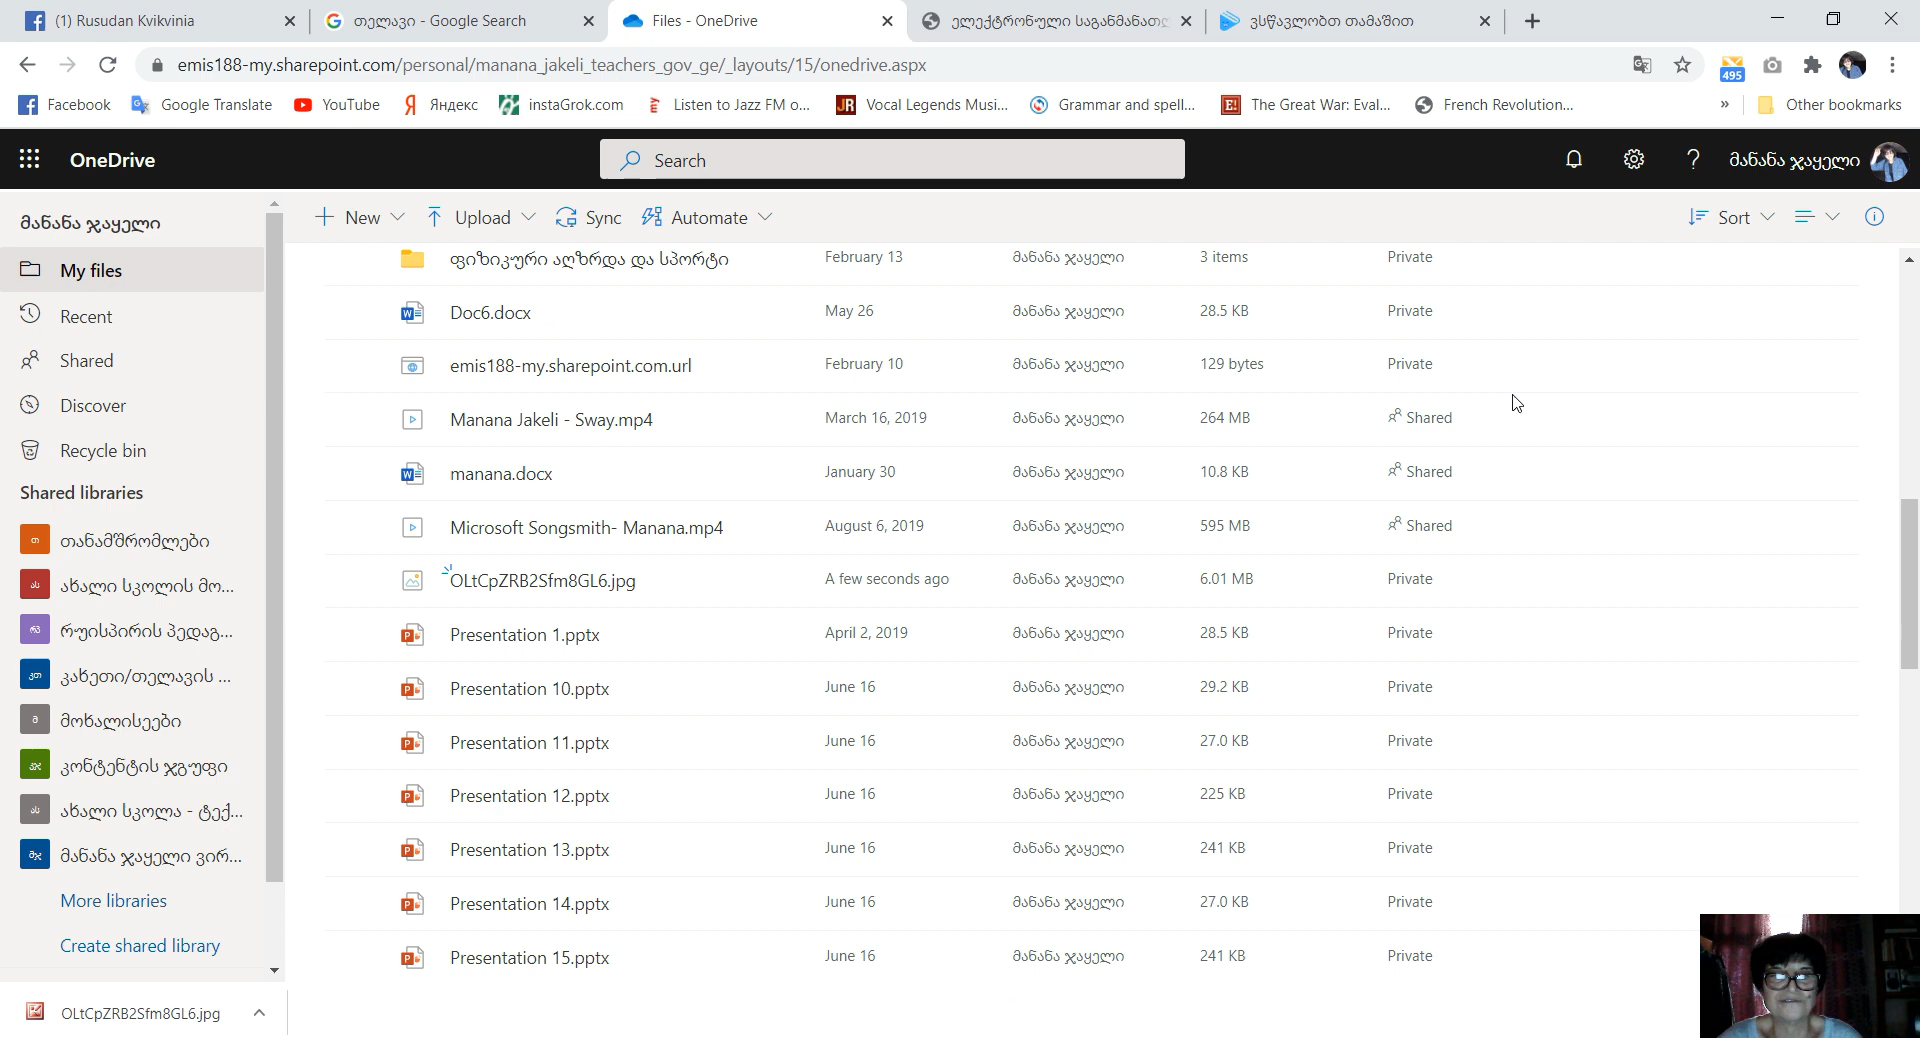 (1) Rusudan Kvikvinia
თელავი - Google Search
Files - OneDrive
ელექტრონული საგანმანათლ
ვსწავლობთ თამაშით
emis188-my.sharepoint.com/personal/manana_jakeli_teachers_gov_ge/_layouts/15/onedrive.aspx
495
Facebook
Google Translate
YouTube
Яндекс
instaGrok.com
Listen to Jazz FM o...
Vocal Legends Musi...
Grammar and spell...
The Great War: Eval...
French Revolution...
»
Other bookmarks
OneDrive
Search
მანანა ჯაყელი
New
Upload
Sync
Automate
Sort
მანანა ჯაყელი
My files
Recent
Shared
Discover
Recycle bin
Shared libraries
თ თანამშრომლები
ას ახალი სკოლის მო...
რპ რუისპირის პედაგ...
კთ კახეთი/თელავის ...
მ მოხალისეები
კჯ კონტენტის ჯგუფი
ას ახალი სკოლა - ტექ...
მჯ მანანა ჯაყელი ვირ...
More libraries
Create shared library
ფიზიკური აღზრდა და სპორტი February 13 მანანა ჯაყელი 3 items Private
Doc6.docx May 26 მანანა ჯაყელი 28.5 KB Private
emis188-my.sharepoint.com.url February 10 მანანა ჯაყელი 129 bytes Private
Manana Jakeli - Sway.mp4 March 16, 2019 მანანა ჯაყელი 264 MB Shared
manana.docx January 30 მანანა ჯაყელი 10.8 KB Shared
Microsoft Songsmith- Manana.mp4 August 6, 2019 მანანა ჯაყელი 595 MB Shared
OLtCpZRB2Sfm8GL6.jpg A few seconds ago მანანა ჯაყელი 6.01 MB Private
Presentation 1.pptx April 2, 2019 მანანა ჯაყელი 28.5 KB Private
Presentation 10.pptx June 16 მანანა ჯაყელი 29.2 KB Private
Presentation 11.pptx June 16 მანანა ჯაყელი 27.0 KB Private
Presentation 12.pptx June 16 მანანა ჯაყელი 225 KB Private
Presentation 13.pptx June 16 მანანა ჯაყელი 241 KB Private
Presentation 14.pptx June 16 მანანა ჯაყელი 27.0 KB Private
Presentation 15.pptx June 16 მანანა ჯაყელი 241 KB Private
OLtCpZRB2Sfm8GL6.jpg